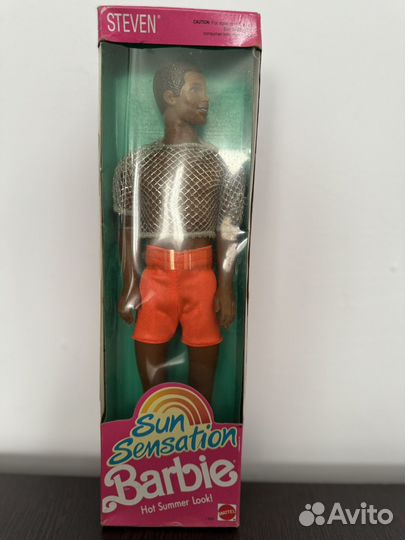 STEVEN
CAUTION:
Sun
Sensation
Barbie
Hot Summer Look!
MATTEL
Avito